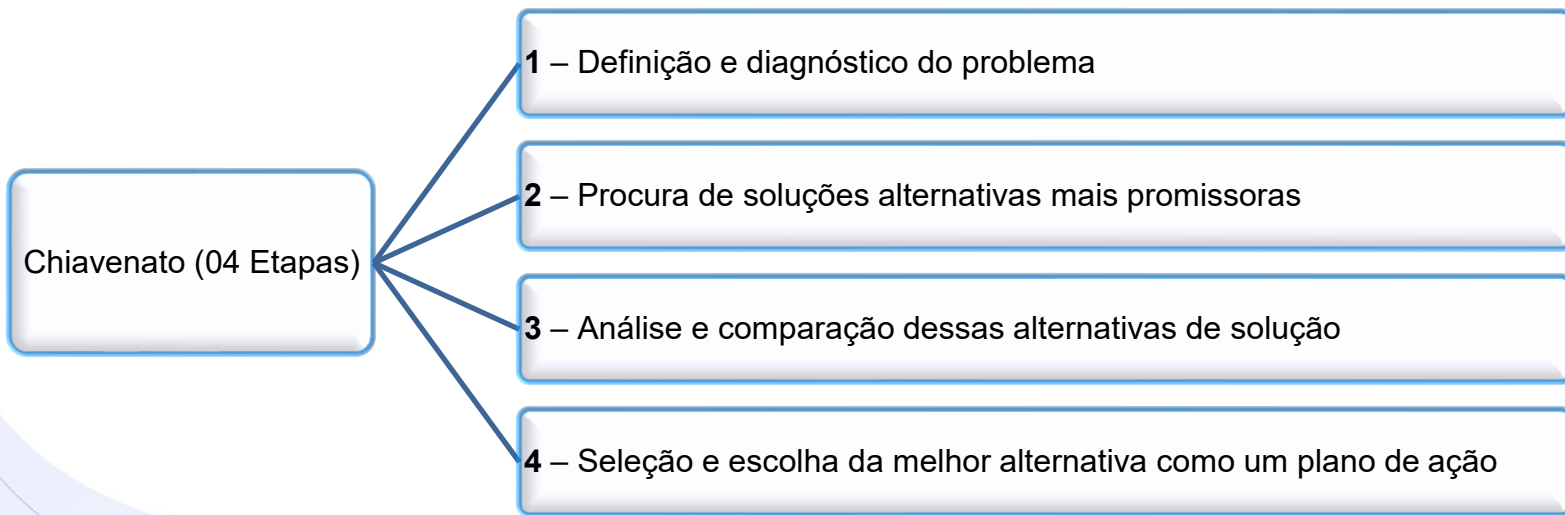 Chiavenato (04 Etapas)
1 – Definição e diagnóstico do problema
2 – Procura de soluções alternativas mais promissoras
3 – Análise e comparação dessas alternativas de solução
4 – Seleção e escolha da melhor alternativa como um plano de ação